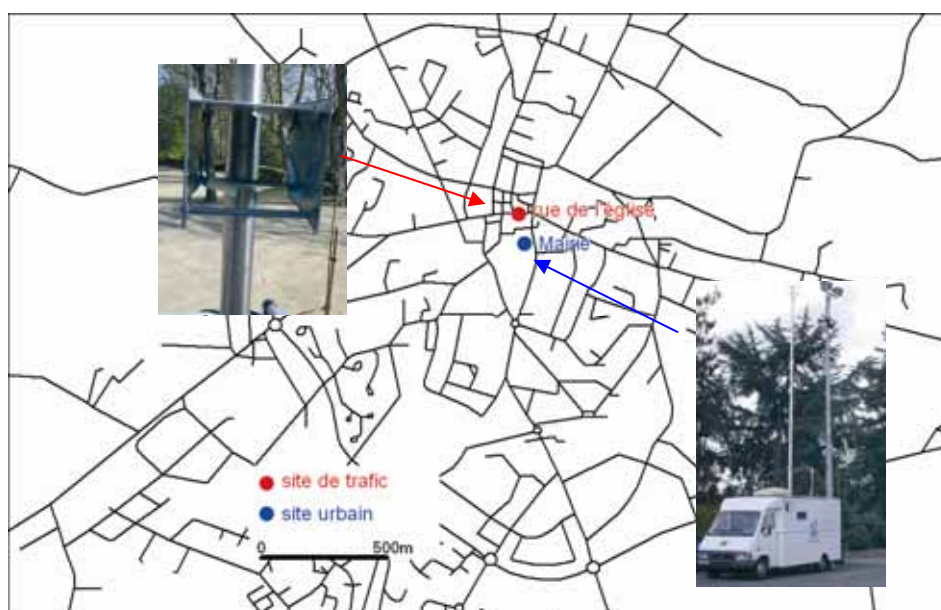 rue de l'église
Mairie
site de trafic
site urbain
0 500m